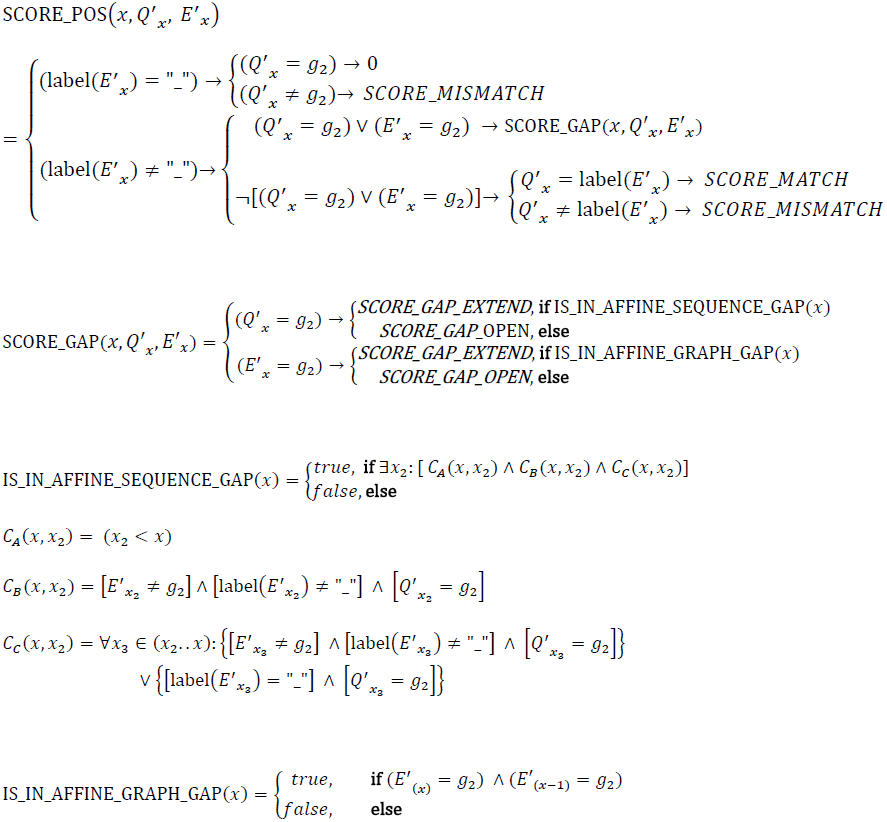 SCORE_POS(x, Q'ₓ, E'ₓ)
= { (label(E'ₓ) = "_") → { (Q'ₓ = g₂) → 0
(Q'ₓ ≠ g₂) → SCORE_MISMATCH
(label(E'ₓ) ≠ "_") → { (Q'ₓ = g₂) ∨ (E'ₓ = g₂) → SCORE_GAP(x, Q'ₓ, E'ₓ)
¬[(Q'ₓ = g₂) ∨ (E'ₓ = g₂)] → { Q'ₓ = label(E'ₓ) → SCORE_MATCH
Q'ₓ ≠ label(E'ₓ) → SCORE_MISMATCH
SCORE_GAP(x, Q'ₓ, E'ₓ) = { (Q'ₓ = g₂) → { SCORE_GAP_EXTEND, if IS_IN_AFFINE_SEQUENCE_GAP(x)
SCORE_GAP_OPEN, else
(E'ₓ = g₂) → { SCORE_GAP_EXTEND, if IS_IN_AFFINE_GRAPH_GAP(x)
SCORE_GAP_OPEN, else
IS_IN_AFFINE_SEQUENCE_GAP(x) = { true, if ∃x₂: [ C_A(x, x₂) ∧ C_B(x, x₂) ∧ C_C(x, x₂)]
false, else
C_A(x, x₂) = (x₂ < x)
C_B(x, x₂) = [E'ₓ₂ ≠ g₂] ∧ [label(E'ₓ₂) ≠ "_"] ∧ [Q'ₓ₂ = g₂]
C_C(x, x₂) = ∀x₃ ∈ (x₂..x): {[E'ₓ₃ ≠ g₂] ∧ [label(E'ₓ₃) ≠ "_"] ∧ [Q'ₓ₃ = g₂]}
∨ {[label(E'ₓ₃) = "_"] ∧ [Q'ₓ₃ = g₂]}
IS_IN_AFFINE_GRAPH_GAP(x) = { true, if (E'₍ₓ₎ = g₂) ∧ (E'₍ₓ₋₁₎ = g₂)
false, else